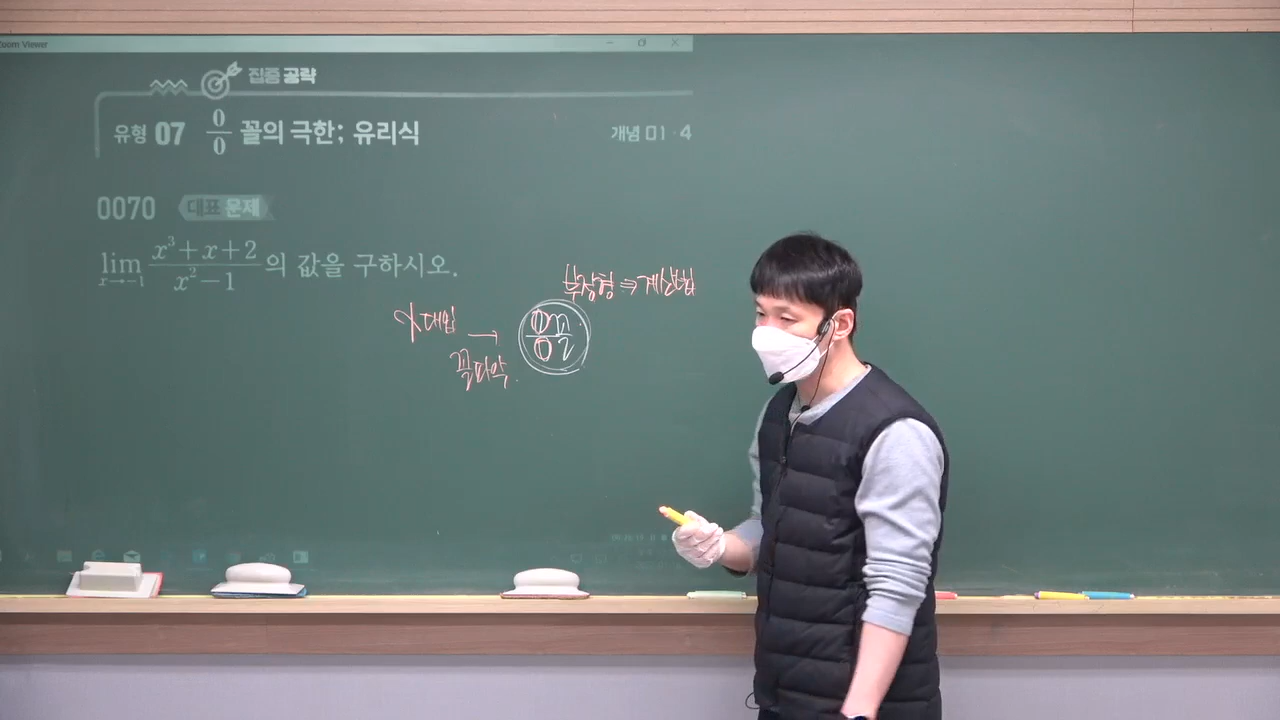 Zoom Viewer
집중 공략
유형 07 0/0 꼴의 극한; 유리식 개념 01 · 4
0070 대표 문제
lim x→-1 (x³+x+2)/(x²-1) 의 값을 구하시오.
부정형 ⇒ 계산법
x 대입 → 0/0 꼴
꼴파악.